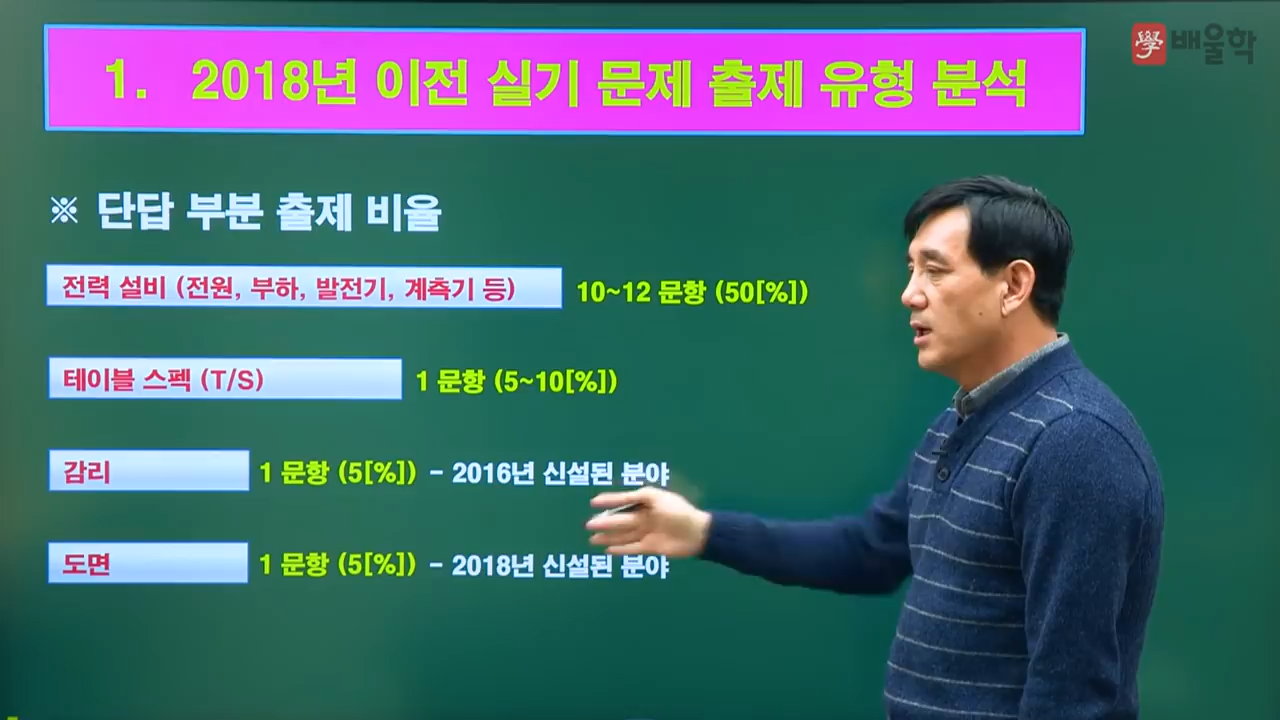 學 배울학
1. 2018년 이전 실기 문제 출제 유형 분석
※ 단답 부분 출제 비율
전력 설비 (전원, 부하, 발전기, 계측기 등) 10~12 문항 (50[%])
테이블 스펙 (T/S) 1 문항 (5~10[%])
감리 1 문항 (5[%]) - 2016년 신설된 분야
도면 1 문항 (5[%]) - 2018년 신설된 분야